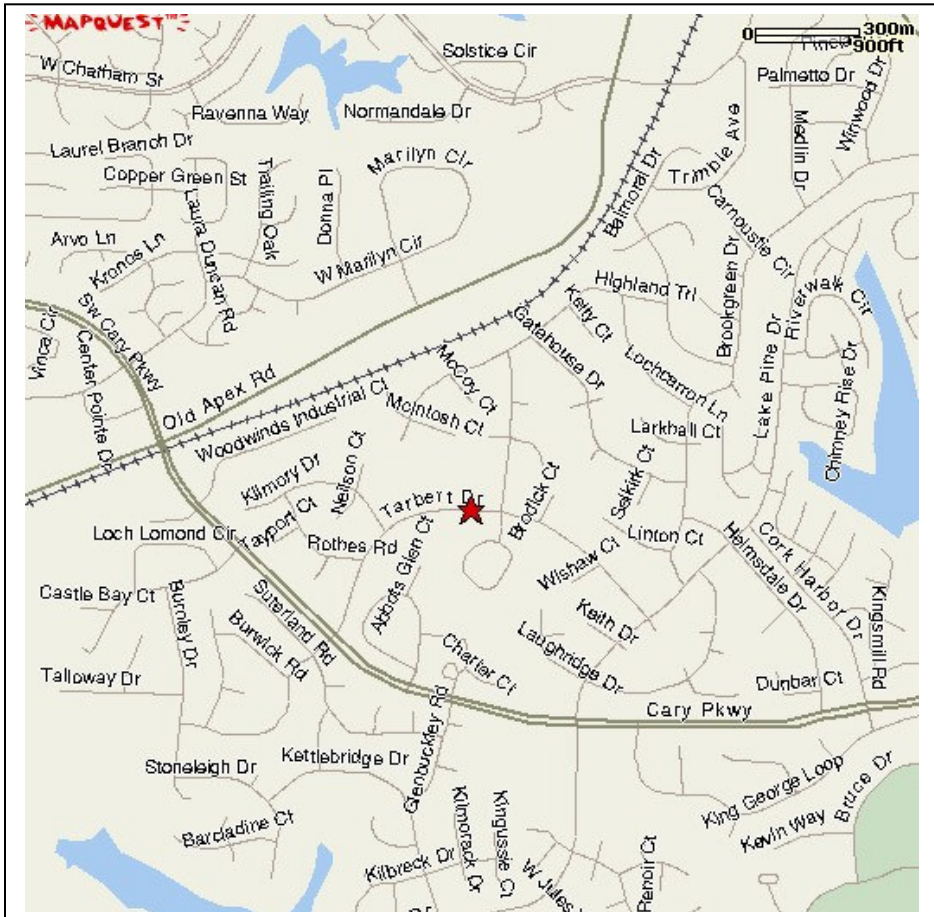 MAPQUEST
0 300m
900ft
Solstice Cir
W Chatham St
Palmetto Dr
Winwood Dr
Ravenna Way
Normandale Dr
Medlin Dr
Trimble Ave
Laurel Branch Dr
Marilyn Cir
Balmoral Dr
Copper Green St
Trailing Oak
Donna Pl
Carnoustie Cir
Laura Duncan Rd
Arvo Ln
Kronos Ln
W Marilyn Cir
Highland Trl
Brookgreen Dr
Riverwalk Cir
Sw Cary Pkwy
Kelty Ct
Gatahouse Dr
Vinca Cir
Center Pointe Dr
Lochcarron Ln
Lake Pine Dr
Chimney Rise Dr
McCoy Ct
Old Apex Rd
Woodwinds Industrial Ct
McIntosh Ct
Larkhall Ct
Kilmory Dr
Neilson Ct
Selkirk Ct
Tarbert Dr
Brodick Ct
Loch Lomond Cir
Tayport Ct
Rothes Rd
Abbots Glen Ct
Linton Ct
Helmsdale Dr
Cork Harbor Dr
Wishaw Ct
Castle Bay Ct
Burnley Dr
Suterland Rd
Burwick Rd
Keith Dr
Kingsmill Rd
Charter Ct
Laughridge Dr
Talloway Dr
Dunbar Ct
Cary Pkwy
Glenbuckley Rd
Stoneleigh Dr
Kettlebridge Dr
King George Loop
Bruce Dr
Kevin Way
Barcladine Ct
Kilmorack Dr
Kingussie Ct
Kilbreck Dr
W Jules
Renoir Ct
Dr